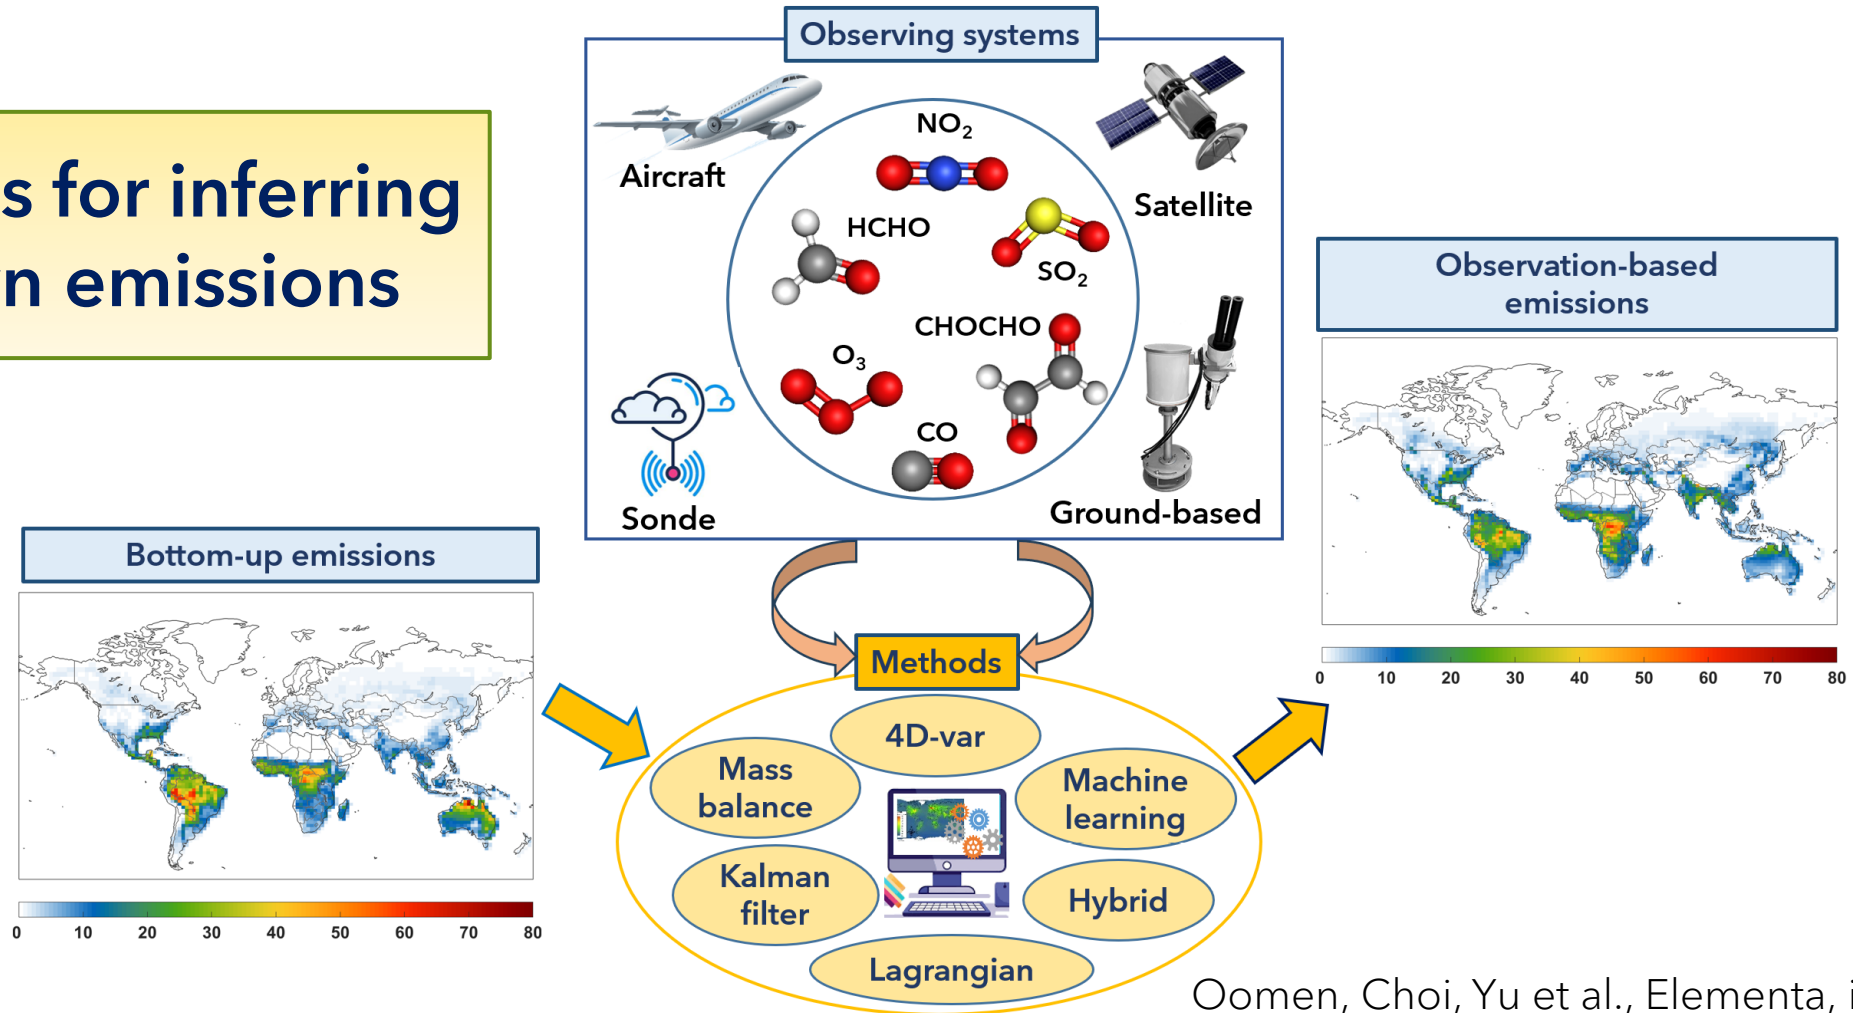 s for inferring
n emissions
Observing systems
Aircraft
NO₂
Satellite
HCHO
SO₂
CHOCHO
O₃
CO
Sonde
Ground-based
Bottom-up emissions
0 10 20 30 40 50 60 70 80
Methods
4D-var
Mass
balance
Machine
learning
Kalman
filter
Hybrid
Lagrangian
Observation-based
emissions
0 10 20 30 40 50 60 70 80
Oomen, Choi, Yu et al., Elementa, i